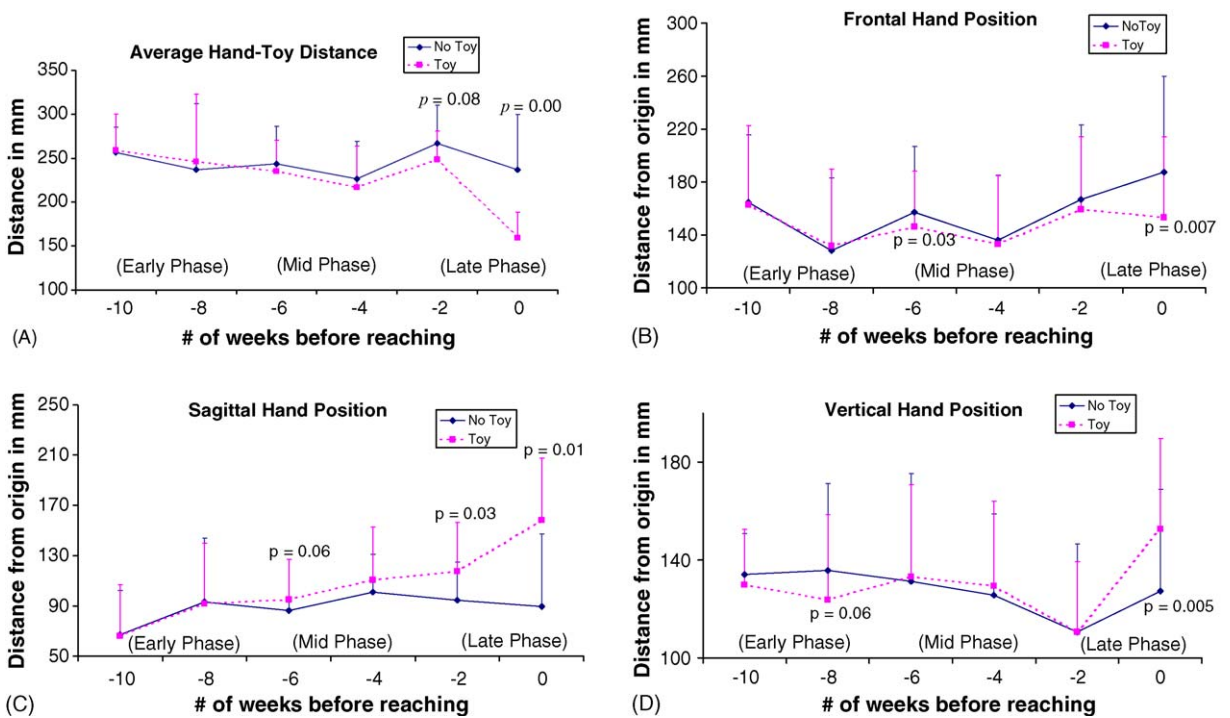 Average Hand-Toy Distance
No Toy
Toy
Distance in mm
350
300
250
200
150
100
p = 0.08
p = 0.00
(Early Phase)
(Mid Phase)
(Late Phase)
-10
-8
-6
-4
-2
0
# of weeks before reaching
(A)
Frontal Hand Position
NoToy
Toy
Distance from origin in mm
300
260
220
180
140
100
p = 0.03
p = 0.007
(Early Phase)
(Mid Phase)
(Late Phase)
-10
-8
-6
-4
-2
0
# of weeks before reaching
(B)
Sagittal Hand Position
No Toy
Toy
Distance from origin in mm
250
210
170
130
90
50
p = 0.06
p = 0.03
p = 0.01
(Early Phase)
(Mid Phase)
(Late Phase)
-10
-8
-6
-4
-2
0
# of weeks before reaching
(C)
Vertical Hand Position
No Toy
Toy
Distance from origin in mm
180
140
100
p = 0.06
p = 0.005
(Early Phase)
(Mid Phase)
(Late Phase)
-10
-8
-6
-4
-2
0
# of weeks before reaching
(D)